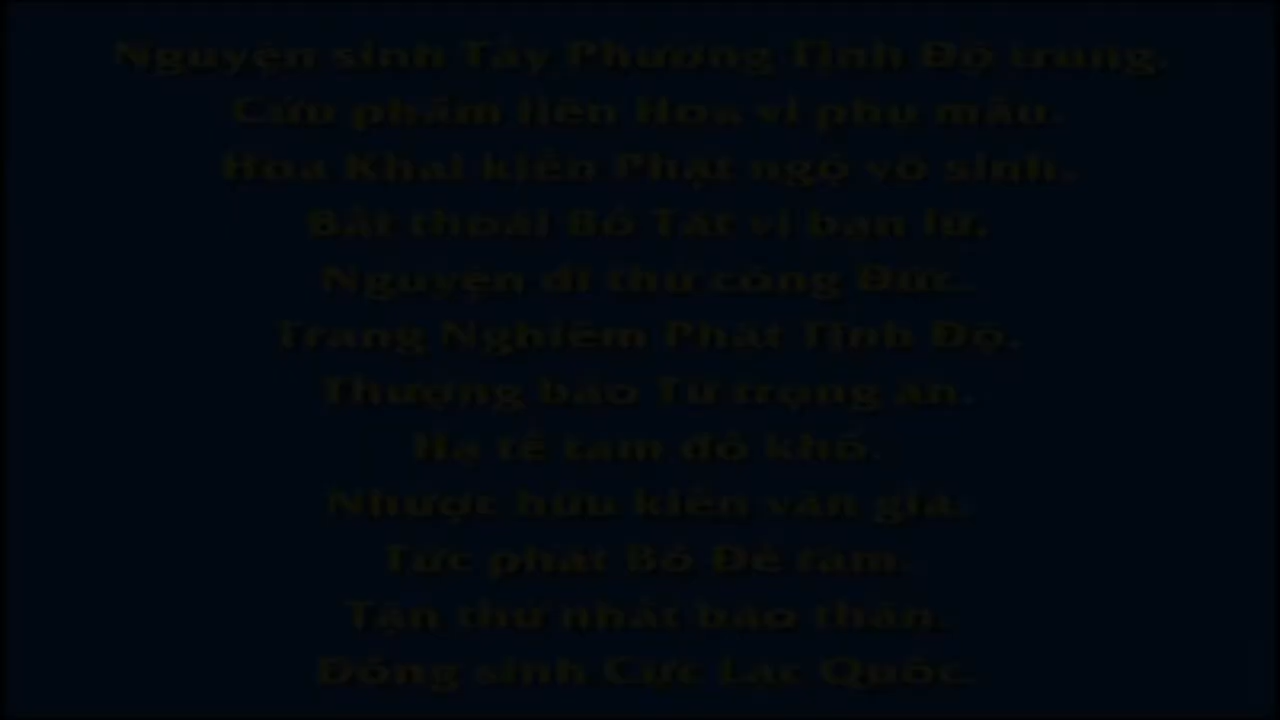 Nguyện sinh Tây Phương Tịnh Độ trung.
Cửu phẩm liên Hoa vi phụ mẫu.
Hoa Khai kiến Phật ngộ vô sinh.
Bất thoái Bồ Tát vi bạn lữ.
Nguyện dĩ thử công Đức.
Trang Nghiêm Phật Tịnh Độ.
Thượng báo Tứ trọng ân.
Hạ tế tam đồ khổ.
Nhược hữu kiến văn giả.
Tức phát Bồ Đề tâm.
Tận thử nhất báo thân.
Đồng sinh Cực Lạc Quốc.